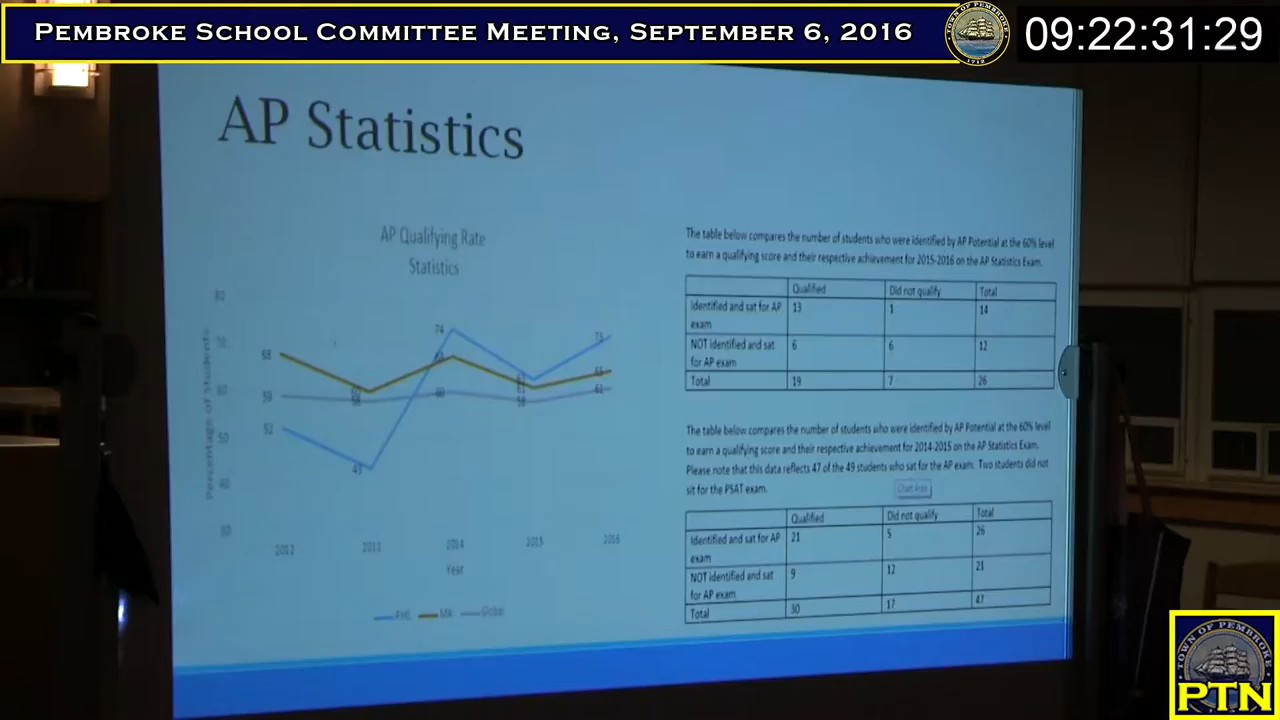 PEMBROKE SCHOOL COMMITTEE MEETING, SEPTEMBER 6, 2016
09:22:31:29
AP Statistics
AP Qualifying Rate
Statistics
Percentage of Students
80
60
50
68
59
52
74
60
2012
2013
2014
2015
2016
Year
PHS MA Global
The table below compares the number of students who were identified by AP Potential at the 60% level
to earn a qualifying score and their respective achievement for 2015-2016 on the AP Statistics Exam.
Qualified Did not qualify Total
Identified and sat for AP exam 13 1 14
NOT identified and sat for AP exam 6 6 12
Total 19 7 26
The table below compares the number of students who were identified by AP Potential at the 60% level
to earn a qualifying score and their respective achievement for 2014-2015 on the AP Statistics Exam.
Please note that this data reflects 47 of the 49 students who sat for the AP exam. Two students did not
sit for the PSAT exam.
Chart Area
Qualified Did not qualify Total
Identified and sat for AP exam 21 5 26
NOT identified and sat for AP exam 9 12 21
Total 30 17 47
TOWN OF PEMBROKE
PTN